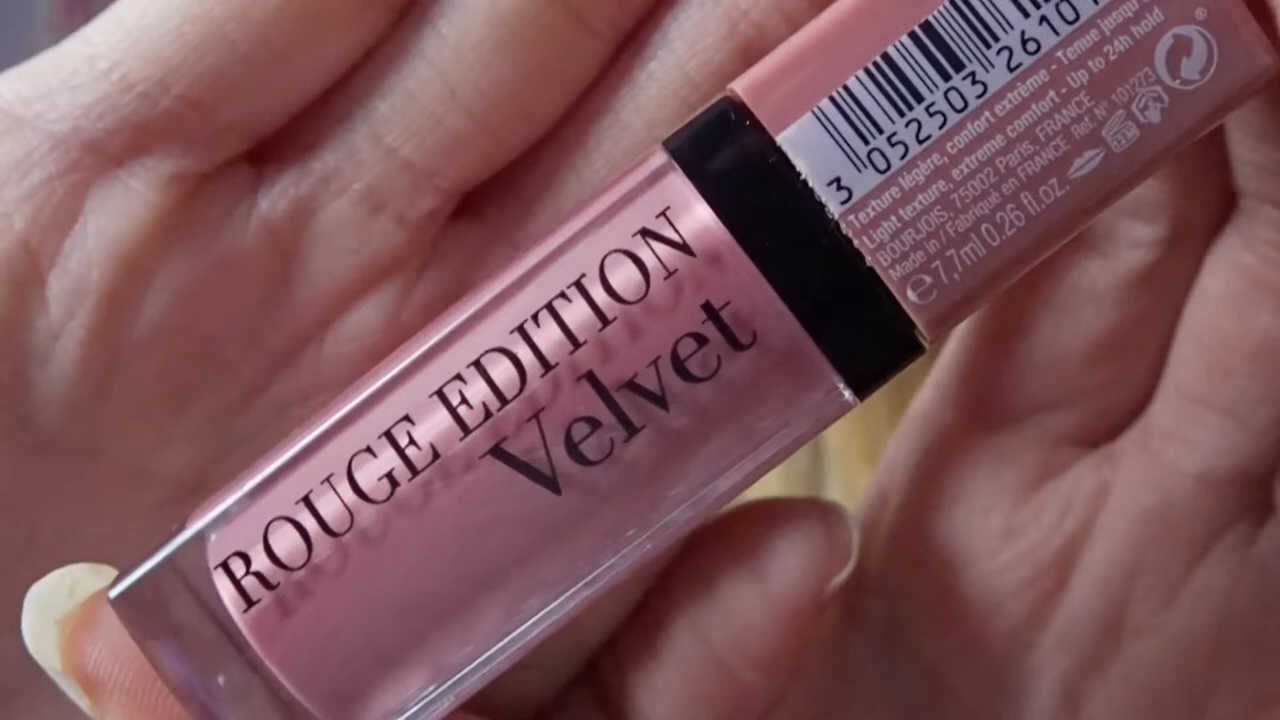 ROUGE EDITION
Velvet
3 052503 26101
Texture légère, confort extrême - Tenue jusqu'
Light texture, extreme comfort - Up to 24h hold
BOURJOIS, 75002 Paris, FRANCE
Made in / Fabriqué en FRANCE Ref. N° 101273
e 7,7ml 0.26 fl.oz.